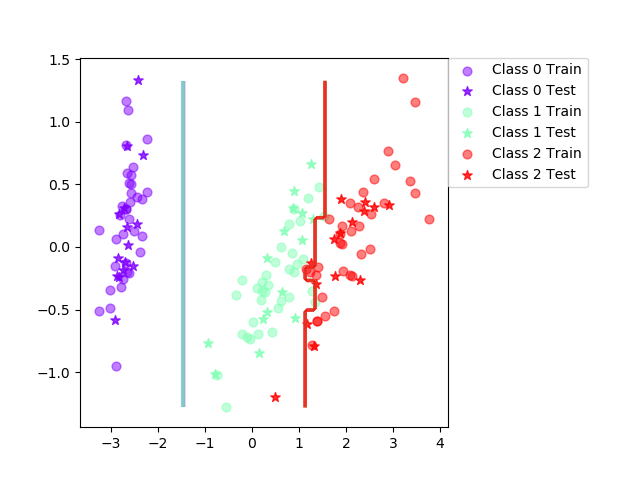 1.5
1.0
0.5
0.0
−0.5
−1.0
−3 −2 −1 0 1 2 3 4
Class 0 Train
Class 0 Test
Class 1 Train
Class 1 Test
Class 2 Train
Class 2 Test